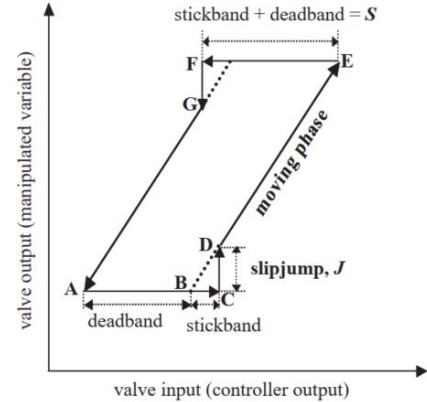 stickband + deadband = S
F
E
G
moving phase
D
slipjump, J
A
B
C
deadband
stickband
valve output (manipulated variable)
valve input (controller output)